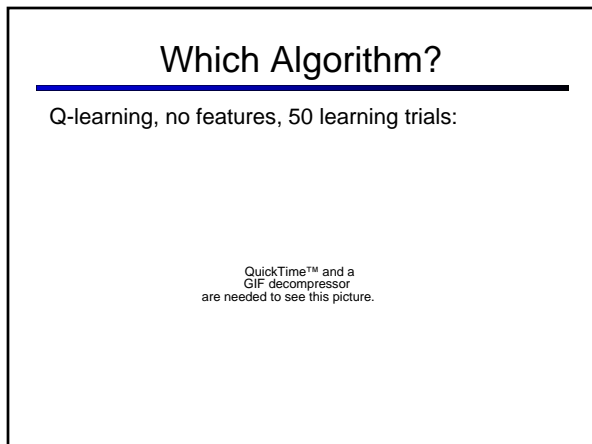 Which Algorithm?
Q-learning, no features, 50 learning trials:
QuickTime™ and a
GIF decompressor
are needed to see this picture.